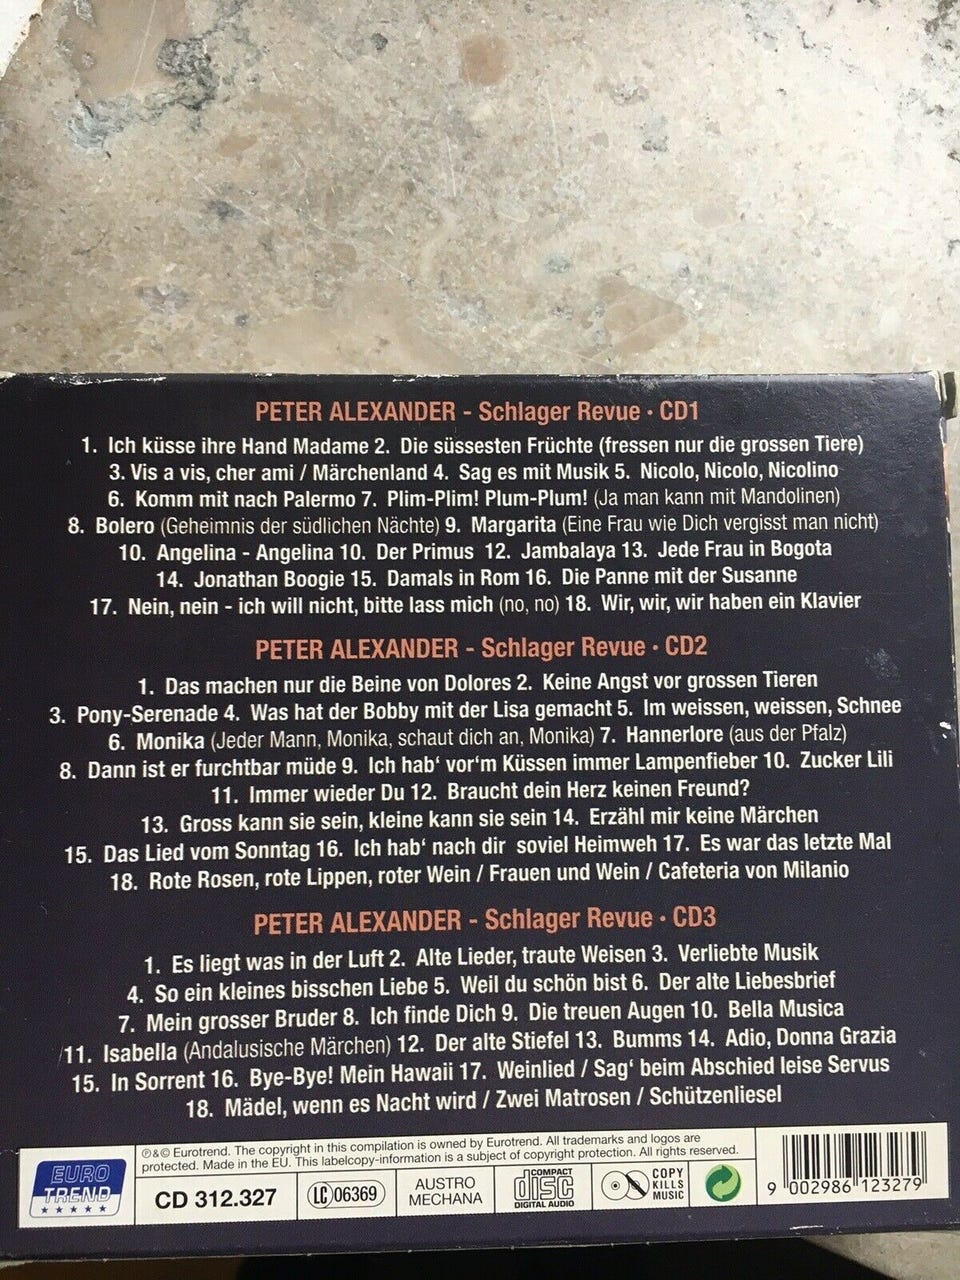 PETER ALEXANDER - Schlager Revue · CD1
1. Ich küsse ihre Hand Madame 2. Die süssesten Früchte (fressen nur die grossen Tiere)
3. Vis a vis, cher ami / Märchenland 4. Sag es mit Musik 5. Nicolo, Nicolo, Nicolino
6. Komm mit nach Palermo 7. Plim-Plim! Plum-Plum! (Ja man kann mit Mandolinen)
8. Bolero (Geheimnis der südlichen Nächte) 9. Margarita (Eine Frau wie Dich vergisst man nicht)
10. Angelina - Angelina 10. Der Primus 12. Jambalaya 13. Jede Frau in Bogota
14. Jonathan Boogie 15. Damals in Rom 16. Die Panne mit der Susanne
17. Nein, nein - ich will nicht, bitte lass mich (no, no) 18. Wir, wir, wir haben ein Klavier
PETER ALEXANDER - Schlager Revue · CD2
1. Das machen nur die Beine von Dolores 2. Keine Angst vor grossen Tieren
3. Pony-Serenade 4. Was hat der Bobby mit der Lisa gemacht 5. Im weissen, weissen, Schnee
6. Monika (Jeder Mann, Monika, schaut dich an, Monika) 7. Hannerlore (aus der Pfalz)
8. Dann ist er furchtbar müde 9. Ich hab‘ vor'm Küssen immer Lampenfieber 10. Zucker Lili
11. Immer wieder Du 12. Braucht dein Herz keinen Freund?
13. Gross kann sie sein, kleine kann sie sein 14. Erzähl mir keine Märchen
15. Das Lied vom Sonntag 16. Ich hab‘ nach dir soviel Heimweh 17. Es war das letzte Mal
18. Rote Rosen, rote Lippen, roter Wein / Frauen und Wein / Cafeteria von Milanio
PETER ALEXANDER - Schlager Revue · CD3
1. Es liegt was in der Luft 2. Alte Lieder, traute Weisen 3. Verliebte Musik
4. So ein kleines bisschen Liebe 5. Weil du schön bist 6. Der alte Liebesbrief
7. Mein grosser Bruder 8. Ich finde Dich 9. Die treuen Augen 10. Bella Musica
11. Isabella (Andalusische Märchen) 12. Der alte Stiefel 13. Bumms 14. Adio, Donna Grazia
15. In Sorrent 16. Bye-Bye! Mein Hawaii 17. Weinlied / Sag‘ beim Abschied leise Servus
18. Mädel, wenn es Nacht wird / Zwei Matrosen / Schützenliesel
EURO
TREND
℗ & © Eurotrend. The copyright in this compilation is owned by Eurotrend. All trademarks and logos are
protected. Made in the EU. This labelcopy-information is a subject of copyright protection. All rights reserved.
CD 312.327
LC 06369
AUSTRO
MECHANA
COMPACT
disc
DIGITAL AUDIO
COPY
KILLS
MUSIC
9 002986 123279